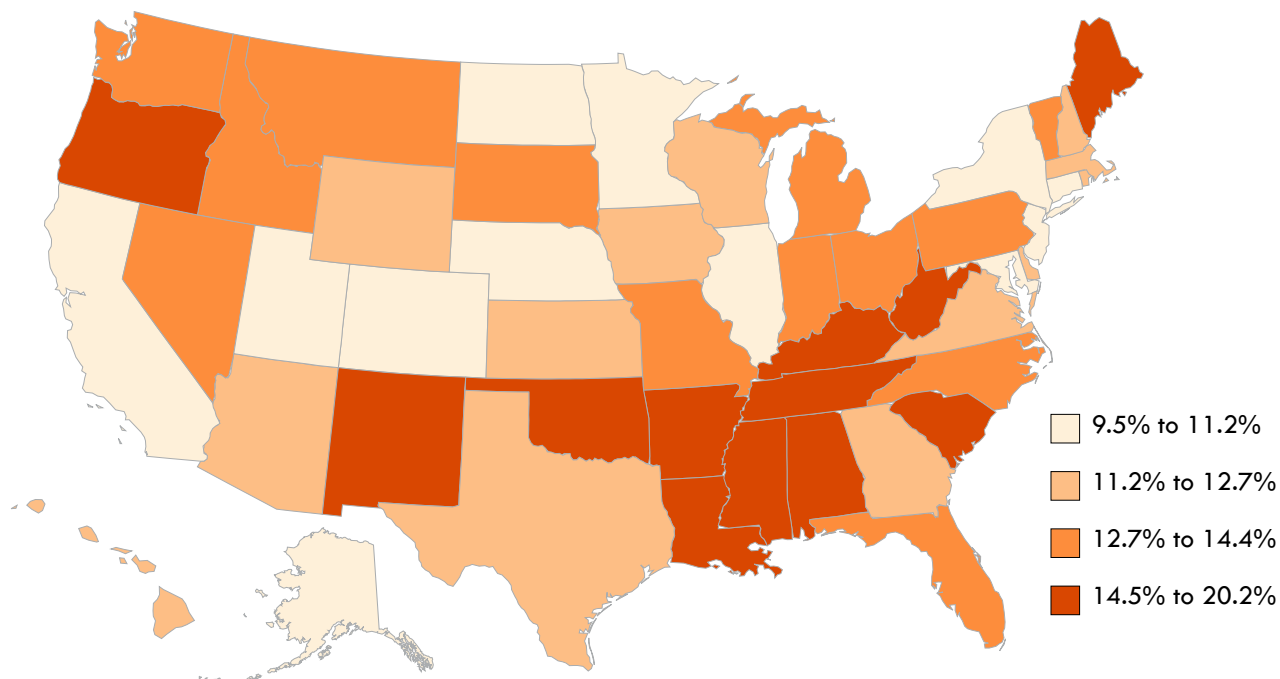 9.5% to 11.2%
11.2% to 12.7%
12.7% to 14.4%
14.5% to 20.2%